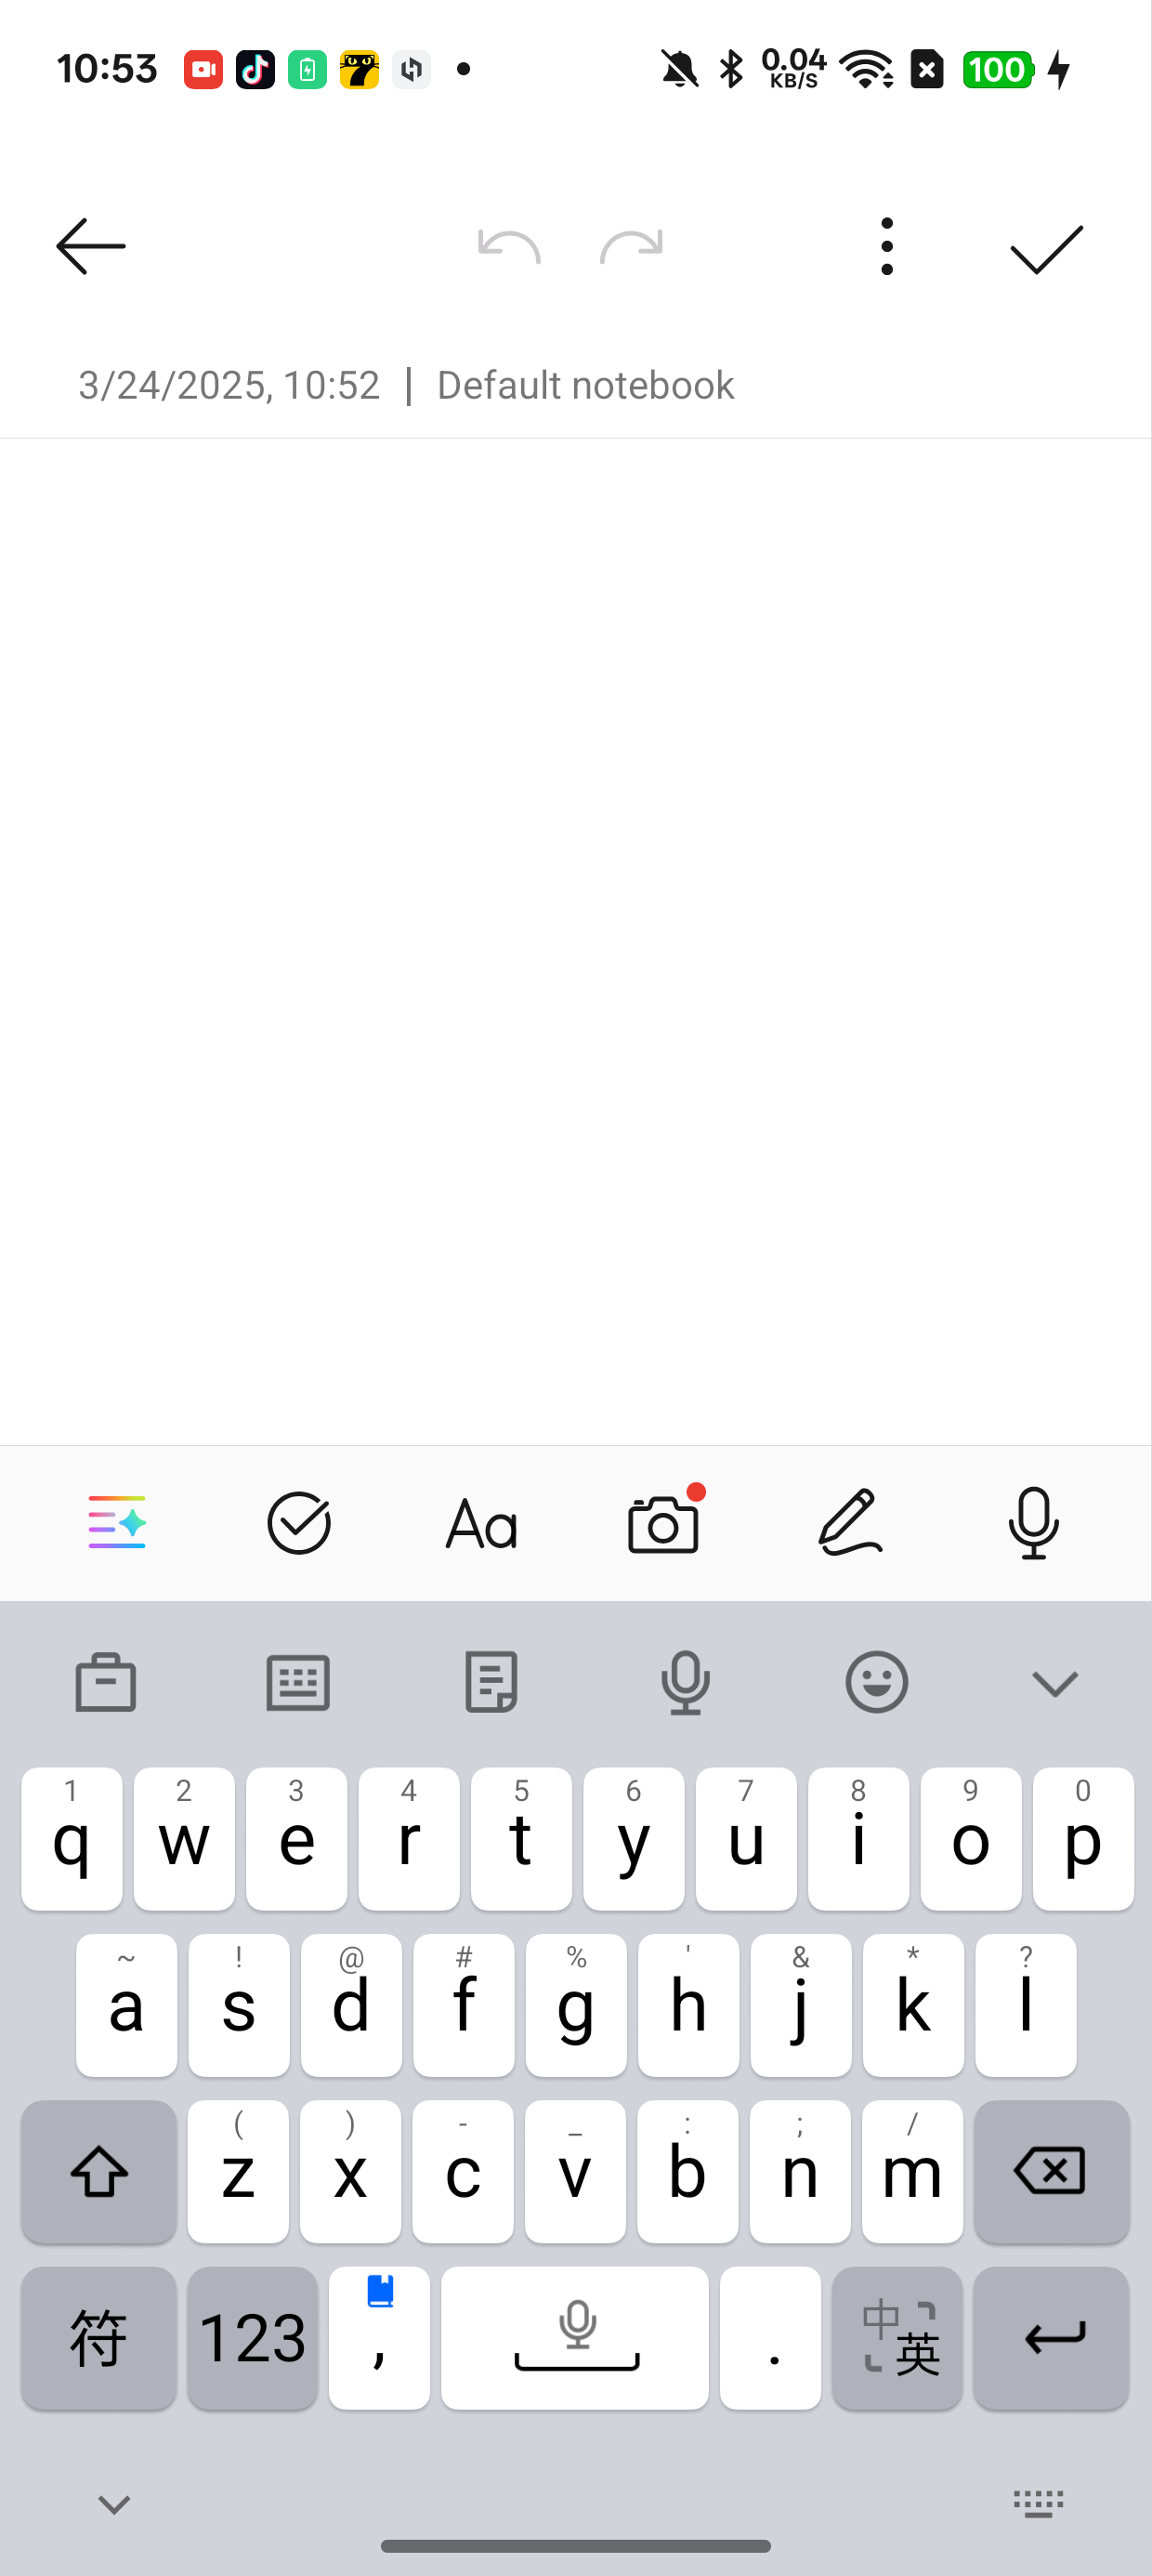 10:53
0.04
KB/S
100
3/24/2025, 10:52 | Default notebook
Aa
1 2 3 4 5 6 7 8 9 0
q w e r t y u i o p
~ ! @ # % ' & * ?
a s d f g h j k l
( ) - _ : ; /
z x c v b n m
符 123 , . 中英